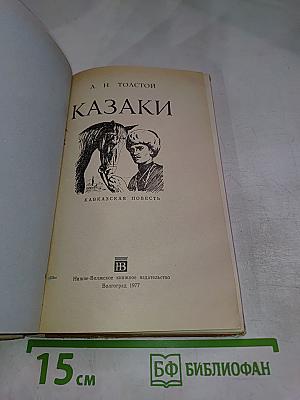 Л. Н. ТОЛСТОЙ
КАЗАКИ
КАВКАЗСКАЯ ПОВЕСТЬ
НВ
Нижне-Волжское книжное издательство
Волгоград 1977
15 см
БФ БИБЛИОФАН